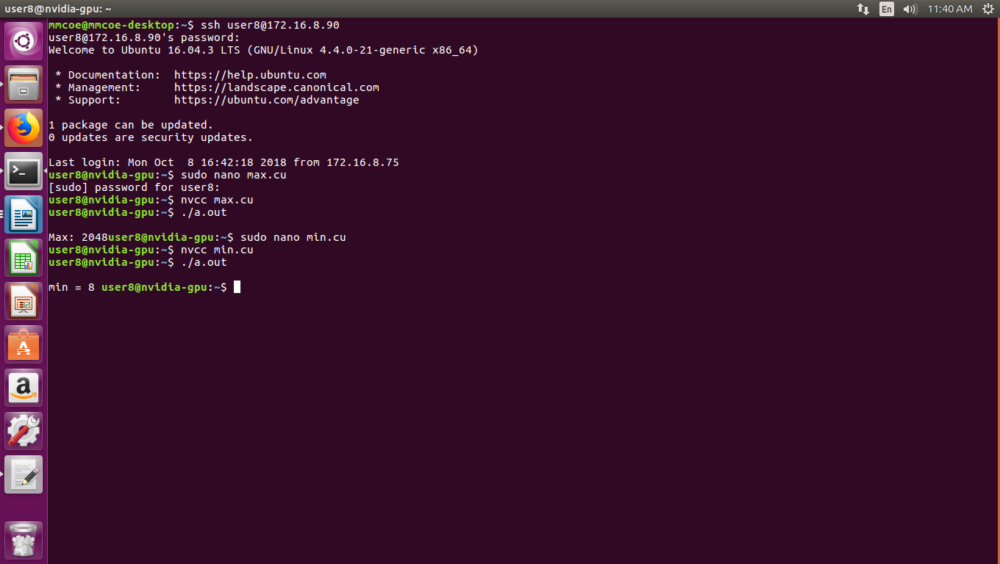 user8@nvidia-gpu: ~
En
11:40 AM
mmcoe@mmcoe-desktop:~$ ssh user8@172.16.8.90
user8@172.16.8.90's password:
Welcome to Ubuntu 16.04.3 LTS (GNU/Linux 4.4.0-21-generic x86_64)
* Documentation:  https://help.ubuntu.com
* Management:     https://landscape.canonical.com
* Support:        https://ubuntu.com/advantage
1 package can be updated.
0 updates are security updates.
Last login: Mon Oct  8 16:42:18 2018 from 172.16.8.75
user8@nvidia-gpu:~$ sudo nano max.cu
[sudo] password for user8:
user8@nvidia-gpu:~$ nvcc max.cu
user8@nvidia-gpu:~$ ./a.out
Max: 2048user8@nvidia-gpu:~$ sudo nano min.cu
user8@nvidia-gpu:~$ nvcc min.cu
user8@nvidia-gpu:~$ ./a.out
min = 8 user8@nvidia-gpu:~$